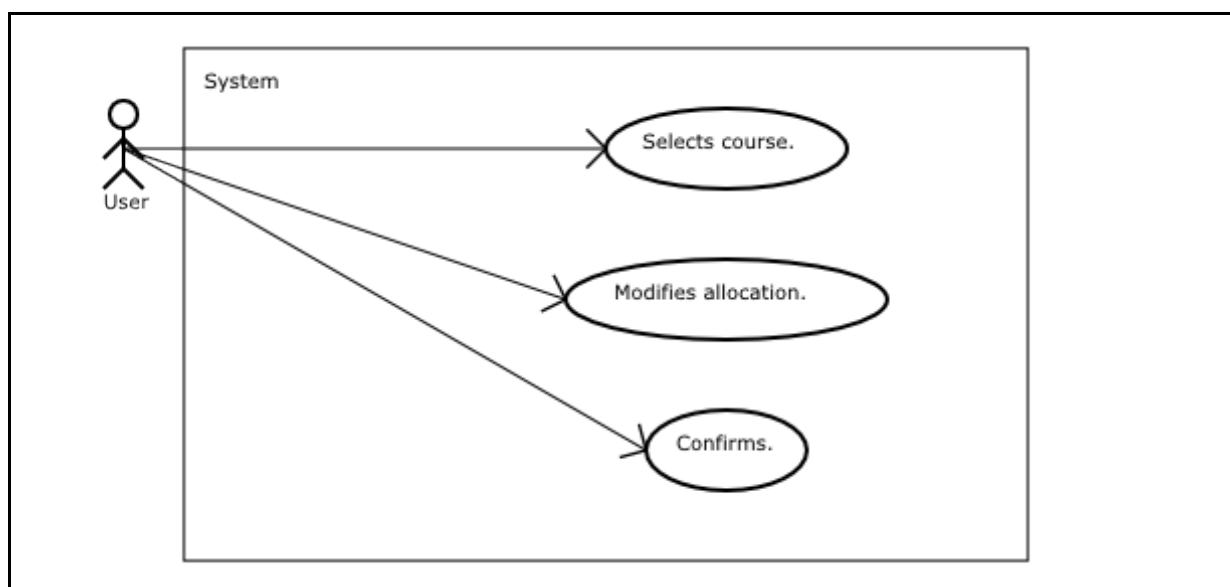 System
Selects course.
User
Modifies allocation.
Confirms.